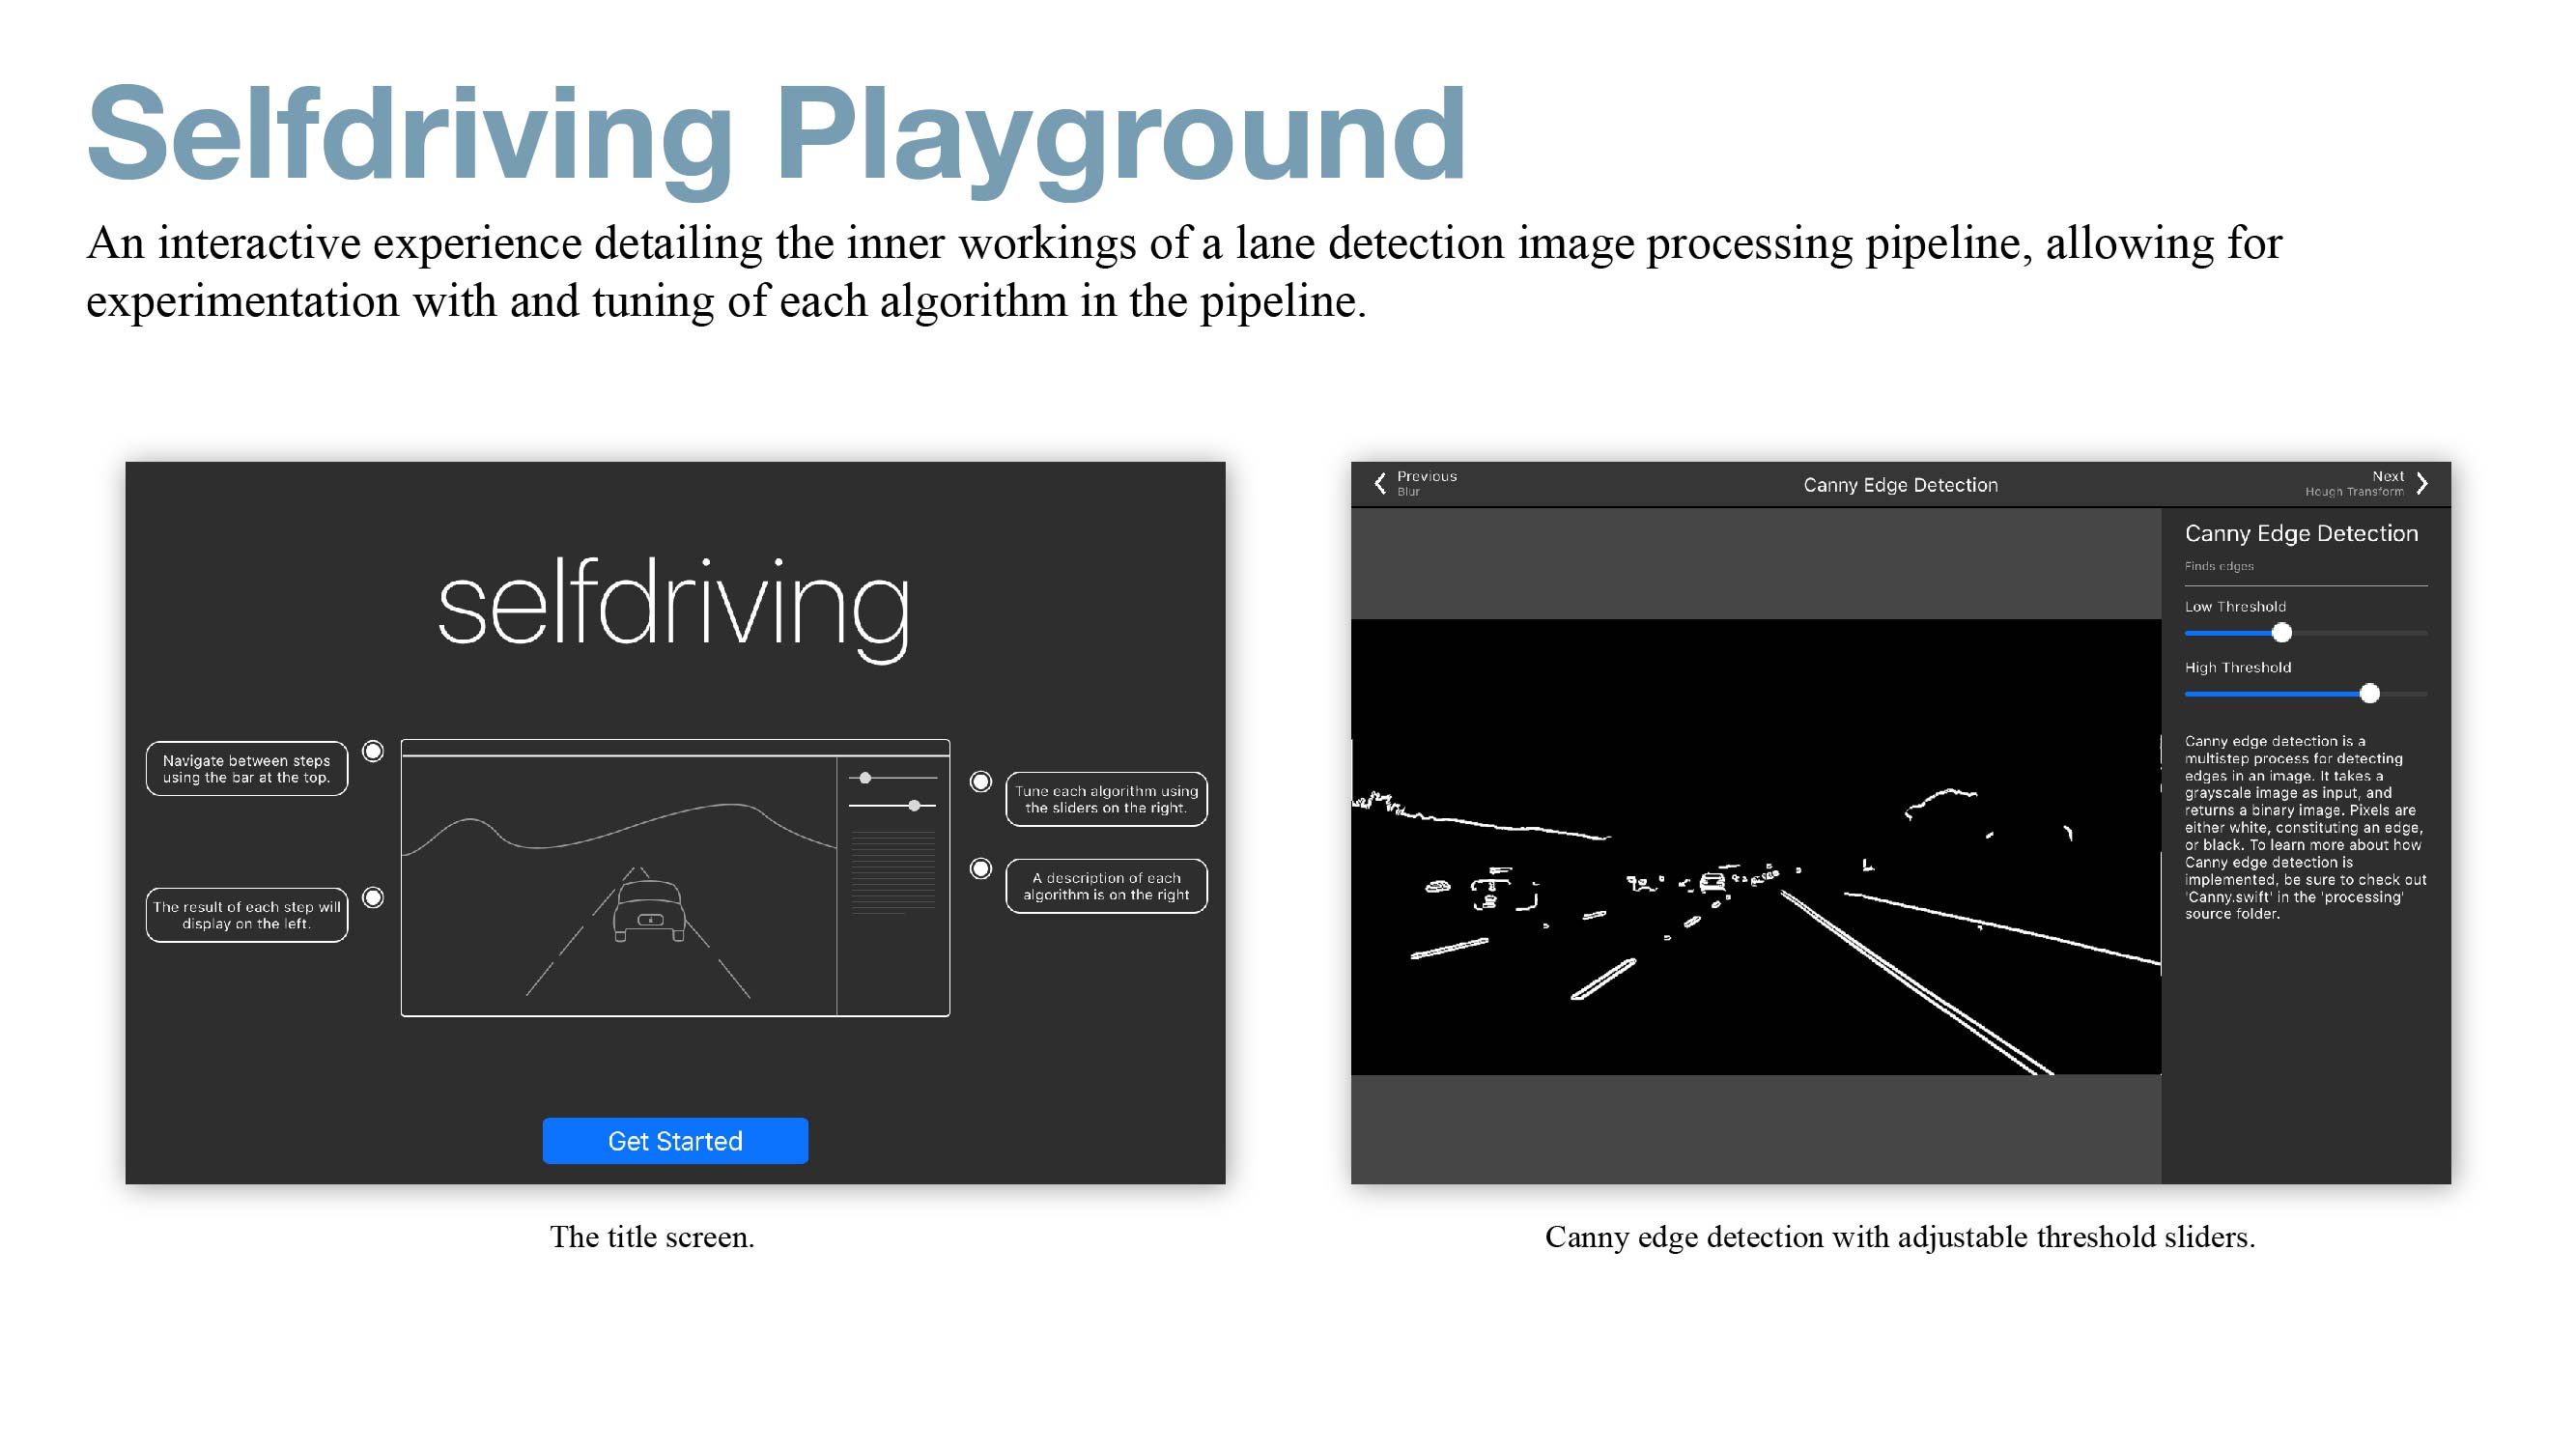 Selfdriving Playground
An interactive experience detailing the inner workings of a lane detection image processing pipeline, allowing for
experimentation with and tuning of each algorithm in the pipeline.
selfdriving
Navigate between steps
using the bar at the top.
The result of each step will
display on the left.
Tune each algorithm using
the sliders on the right.
A description of each
algorithm is on the right
Get Started
The title screen.
Previous
Blur
Canny Edge Detection
Next
Hough Transform
Canny Edge Detection
Finds edges
Low Threshold
High Threshold
Canny edge detection is a
multistep process for detecting
edges in an image. It takes a
grayscale image as input, and
returns a binary image. Pixels are
either white, constituting an edge,
or black. To learn more about how
Canny edge detection is
implemented, be sure to check out
'Canny.swift' in the 'processing'
source folder.
Canny edge detection with adjustable threshold sliders.